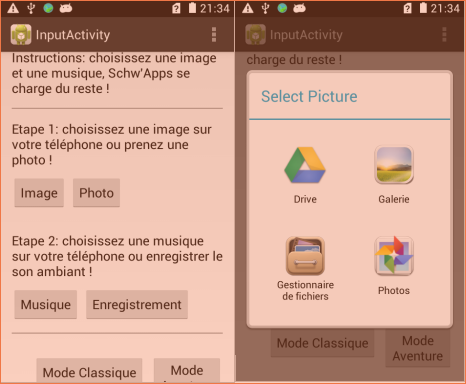 21:34
InputActivity
Instructions: choisissez une image
et une musique, Schw'Apps se
charge du reste !
Etape 1: choisissez une image sur
votre téléphone ou prenez une
photo !
Image Photo
Etape 2: choisissez une musique
sur votre téléphone ou enregistrer le
son ambiant !
Musique Enregistrement
Mode Classique Mode
21:34
InputActivity
charge du reste !
Select Picture
Drive Galerie
Gestionnaire
de fichiers
Photos
Mode Classique Mode
Aventure